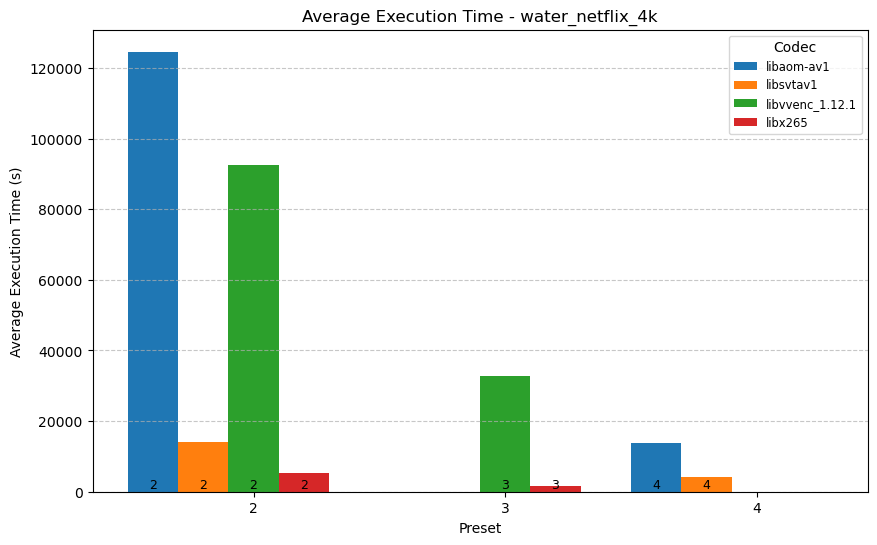 Average Execution Time - water_netflix_4k
Codec
libaom-av1
libsvtav1
libvvenc_1.12.1
libx265
Average Execution Time (s)
120000
100000
80000
60000
40000
20000
0
2 2 2 2 3 3 4 4
2 3 4
Preset